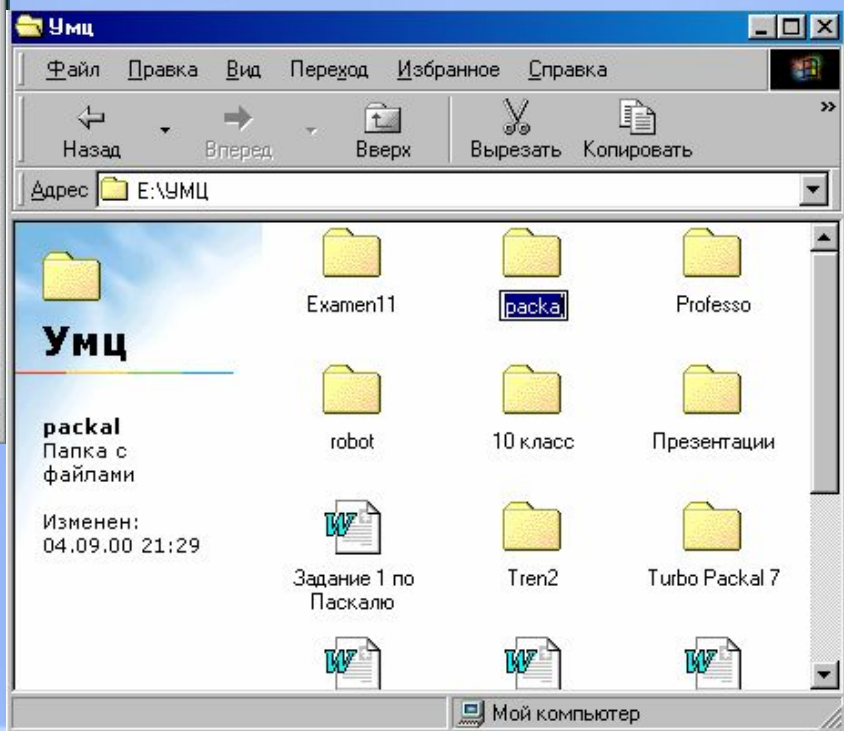 Умц
Файл Правка Вид Переход Избранное Справка
Назад Вперед Вверх Вырезать Копировать »
Адрес E:\УМЦ
Умц
packal
Папка с
файлами
Изменен:
04.09.00 21:29
Examen11 packal Professo
robot 10 класс Презентации
Задание 1 по
Паскалю
Tren2 Turbo Packal 7
Мой компьютер